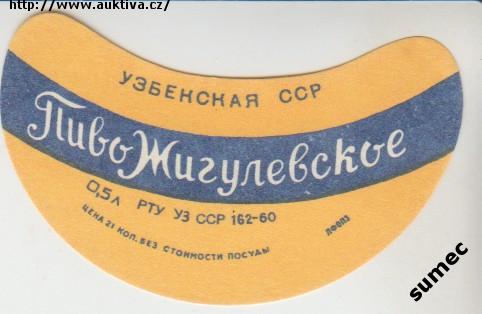 http://www.auktiva.cz/
УЗБЕКСКАЯ ССР
Пиво Жигулевское
0,5л РТУ УЗ ССР 162-60
ЦЕНА 21 КОП. БЕЗ СТОИМОСТИ ПОСУДЫ
ЛФОПЗ
sumec